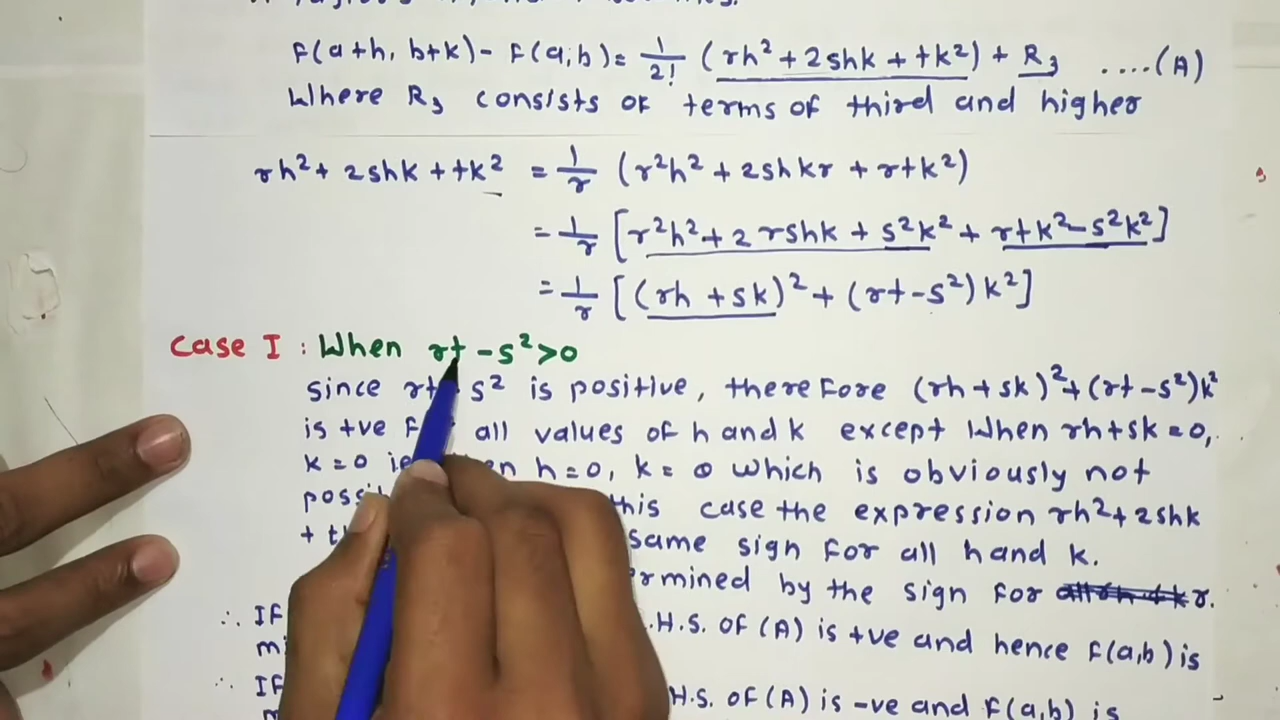 F(a+h, b+k) - F(a,b) = 1/2! (rh² + 2shk + tk²) + R₃ ....(A)
Where R₃ consists of terms of third and higher
rh² + 2shk + tk² = 1/r (r²h² + 2shkr + rtk²)
= 1/r [r²h² + 2rshk + s²k² + rtk² - s²k²]
= 1/r [(rh + sk)² + (rt - s²) k²]
Case I : When rt - s² > 0
since rt - s² is positive, therefore (rh + sk)² + (rt - s²)k²
is +ve for all values of h and k except When rh + sk = 0,
k = 0 ie. h = 0, k = 0 which is obviously not
this case the expression rh² + 2shk
same sign for all h and k.
by the sign for r.
∴ If .H.S. of (A) is +ve and hence f(a,b) is
∴ If H.S. of (A) is -ve and f(a,b) is